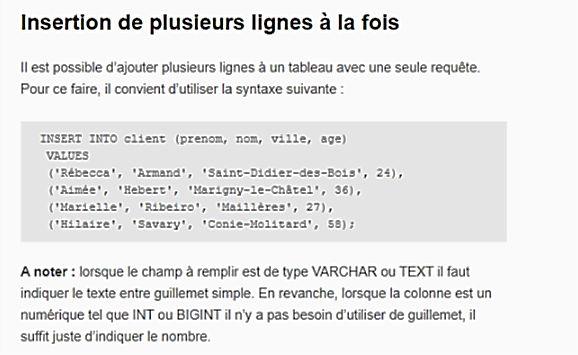 Insertion de plusieurs lignes à la fois
Il est possible d'ajouter plusieurs lignes à un tableau avec une seule requête.
Pour ce faire, il convient d'utiliser la syntaxe suivante :
INSERT INTO client (prenom, nom, ville, age)
VALUES
('Rébecca', 'Armand', 'Saint-Didier-des-Bois', 24),
('Aimée', 'Hebert', 'Marigny-le-Châtel', 36),
('Marielle', 'Ribeiro', 'Maillères', 27),
('Hilaire', 'Savary', 'Conie-Molitard', 58);
A noter : lorsque le champ à remplir est de type VARCHAR ou TEXT il faut
indiquer le texte entre guillemet simple. En revanche, lorsque la colonne est un
numérique tel que INT ou BIGINT il n'y a pas besoin d'utiliser de guillemet, il
suffit juste d'indiquer le nombre.